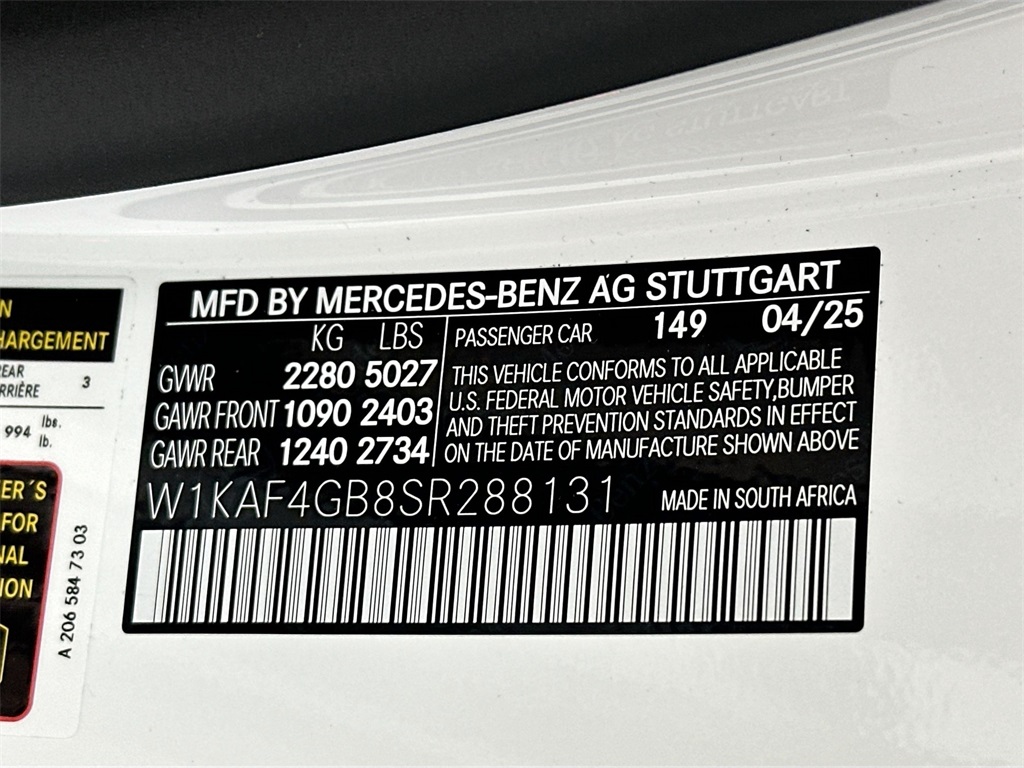 MFD BY MERCEDES-BENZ AG STUTTGART
KG LBS
GVWR 2280 5027
GAWR FRONT 1090 2403
GAWR REAR 1240 2734
PASSENGER CAR 149 04/25
THIS VEHICLE CONFORMS TO ALL APPLICABLE
U.S. FEDERAL MOTOR VEHICLE SAFETY, BUMPER
AND THEFT PREVENTION STANDARDS IN EFFECT
ON THE DATE OF MANUFACTURE SHOWN ABOVE
W1KAF4GB8SR288131 MADE IN SOUTH AFRICA
3
994 lbs.
lb.
FOR
A 206 584 73 03